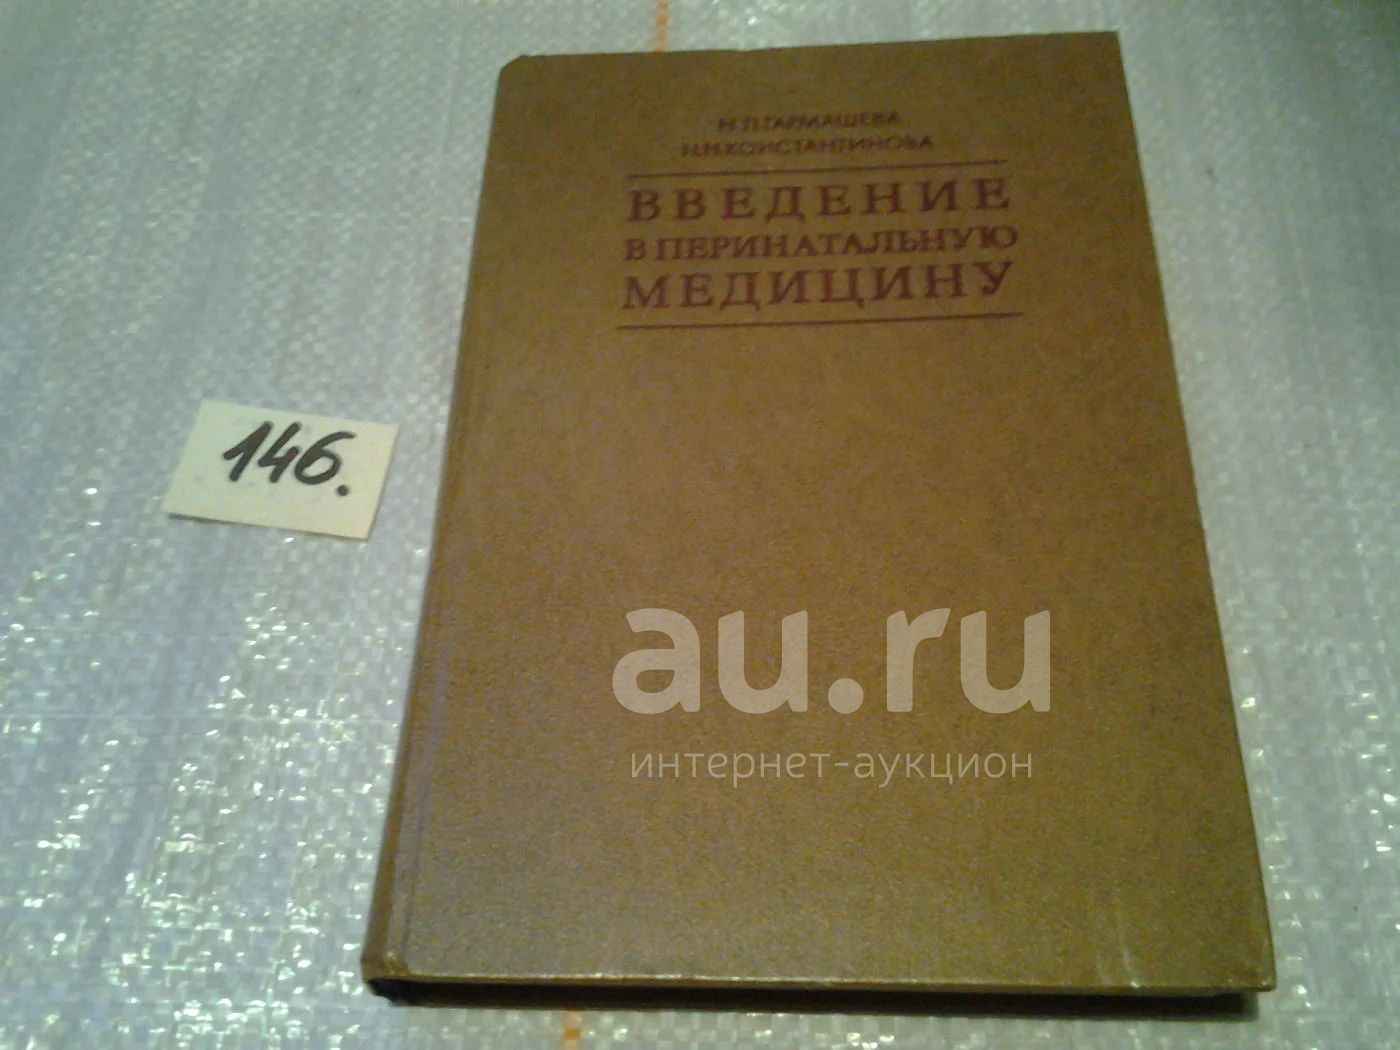 Н.Л.ГАРМАШЕВА
Н.Н.КОНСТАНТИНОВА
ВВЕДЕНИЕ
В ПЕРИНАТАЛЬНУЮ
МЕДИЦИНУ
146.
au.ru
интернет-аукцион